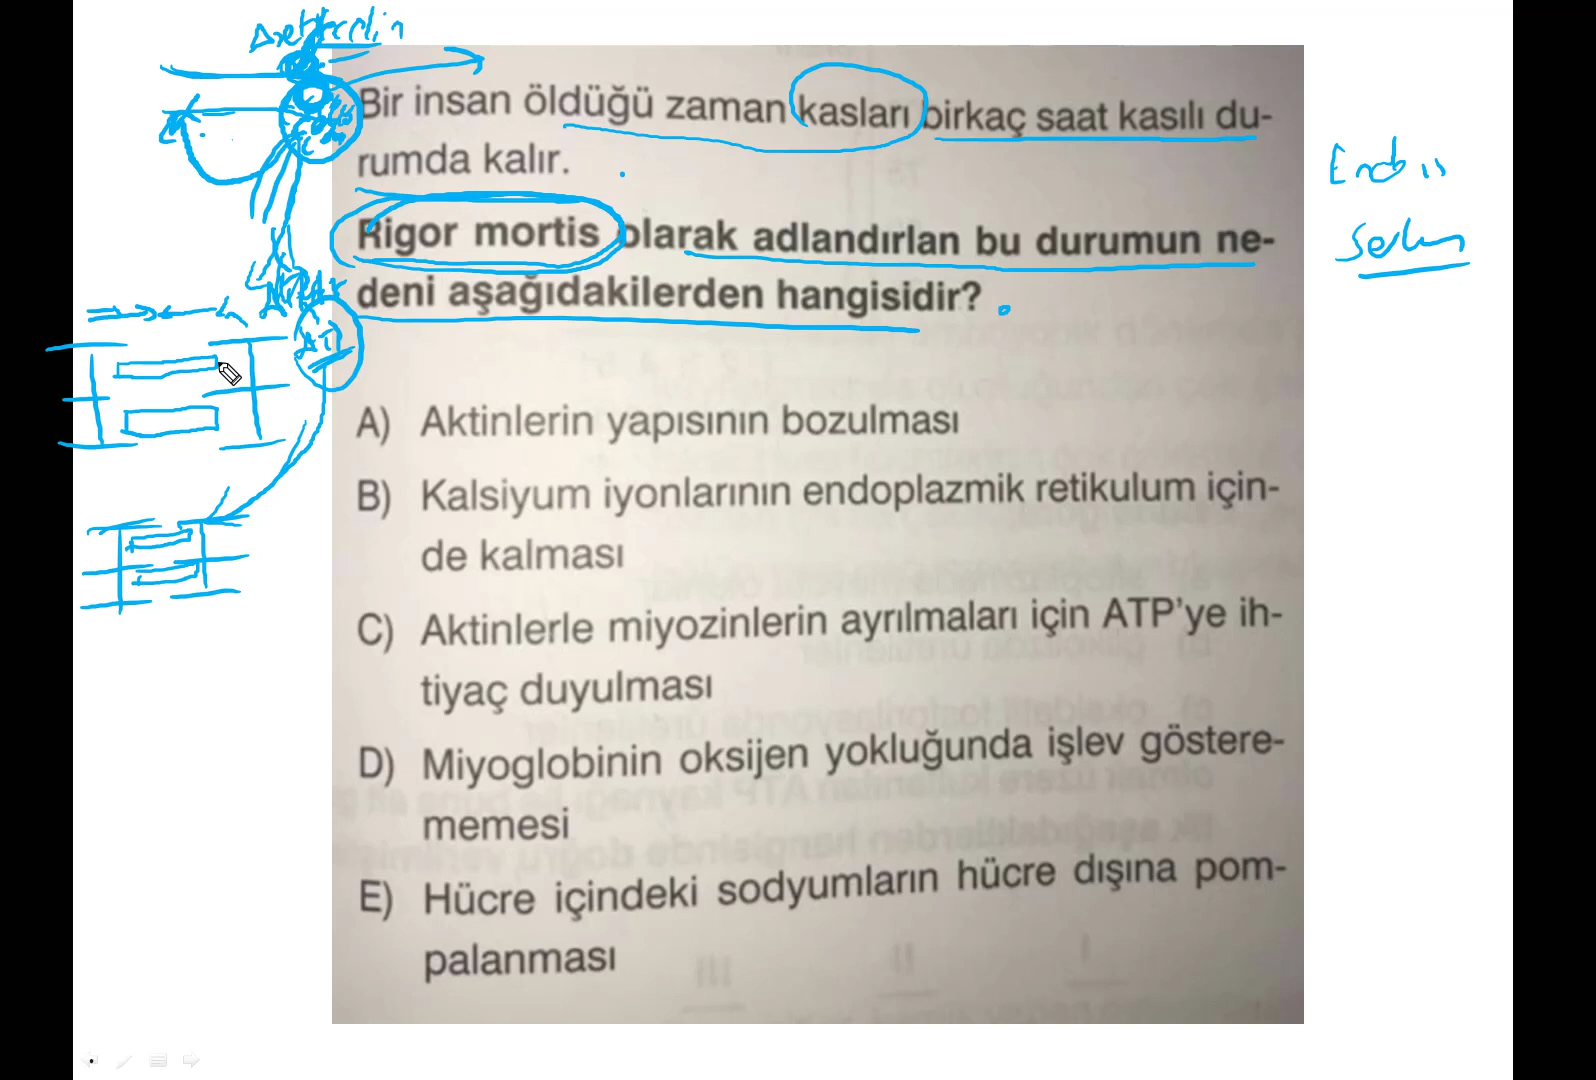 Bir insan öldüğü zaman kasları birkaç saat kasılı du-
rumda kalır.
Rigor mortis olarak adlandırlan bu durumun ne-
deni aşağıdakilerden hangisidir?
A) Aktinlerin yapısının bozulması
B) Kalsiyum iyonlarının endoplazmik retikulum için-
de kalması
C) Aktinlerle miyozinlerin ayrılmaları için ATP'ye ih-
tiyaç duyulması
D) Miyoglobinin oksijen yokluğunda işlev göstere-
memesi
E) Hücre içindeki sodyumların hücre dışına pom-
palanması